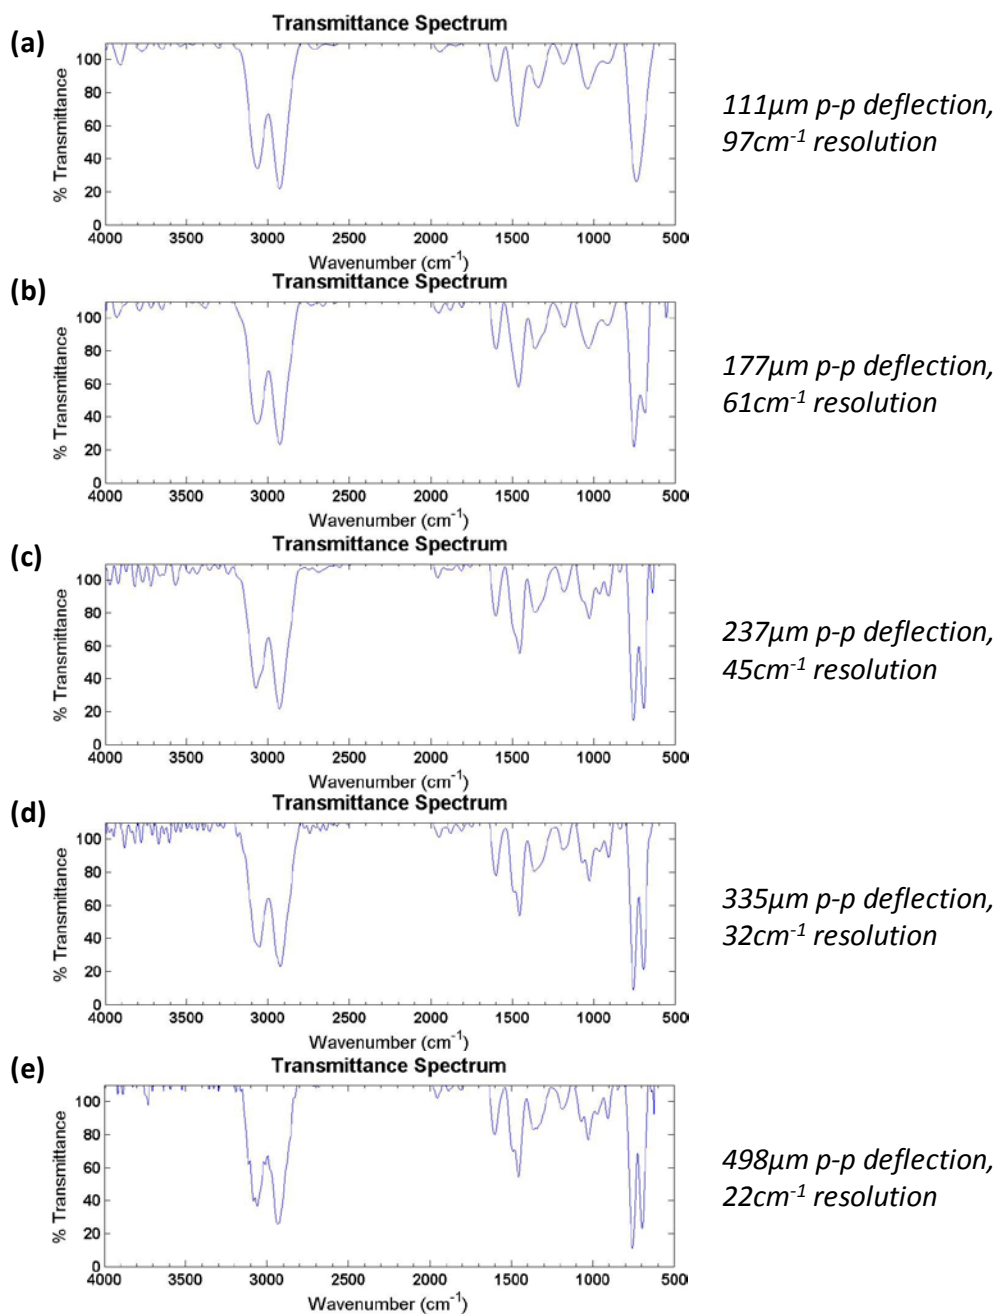 (a)
Transmittance Spectrum
% Transmittance
100
80
60
40
20
0
4000 3500 3000 2500 2000 1500 1000 500
Wavenumber (cm⁻¹)
111μm p-p deflection,
97cm⁻¹ resolution
(b)
Transmittance Spectrum
% Transmittance
100
80
60
40
20
0
4000 3500 3000 2500 2000 1500 1000 500
Wavenumber (cm⁻¹)
177μm p-p deflection,
61cm⁻¹ resolution
(c)
Transmittance Spectrum
% Transmittance
100
80
60
40
20
0
4000 3500 3000 2500 2000 1500 1000 500
Wavenumber (cm⁻¹)
237μm p-p deflection,
45cm⁻¹ resolution
(d)
Transmittance Spectrum
% Transmittance
100
80
60
40
20
0
4000 3500 3000 2500 2000 1500 1000 500
Wavenumber (cm⁻¹)
335μm p-p deflection,
32cm⁻¹ resolution
(e)
Transmittance Spectrum
% Transmittance
100
80
60
40
20
0
4000 3500 3000 2500 2000 1500 1000 500
Wavenumber (cm⁻¹)
498μm p-p deflection,
22cm⁻¹ resolution